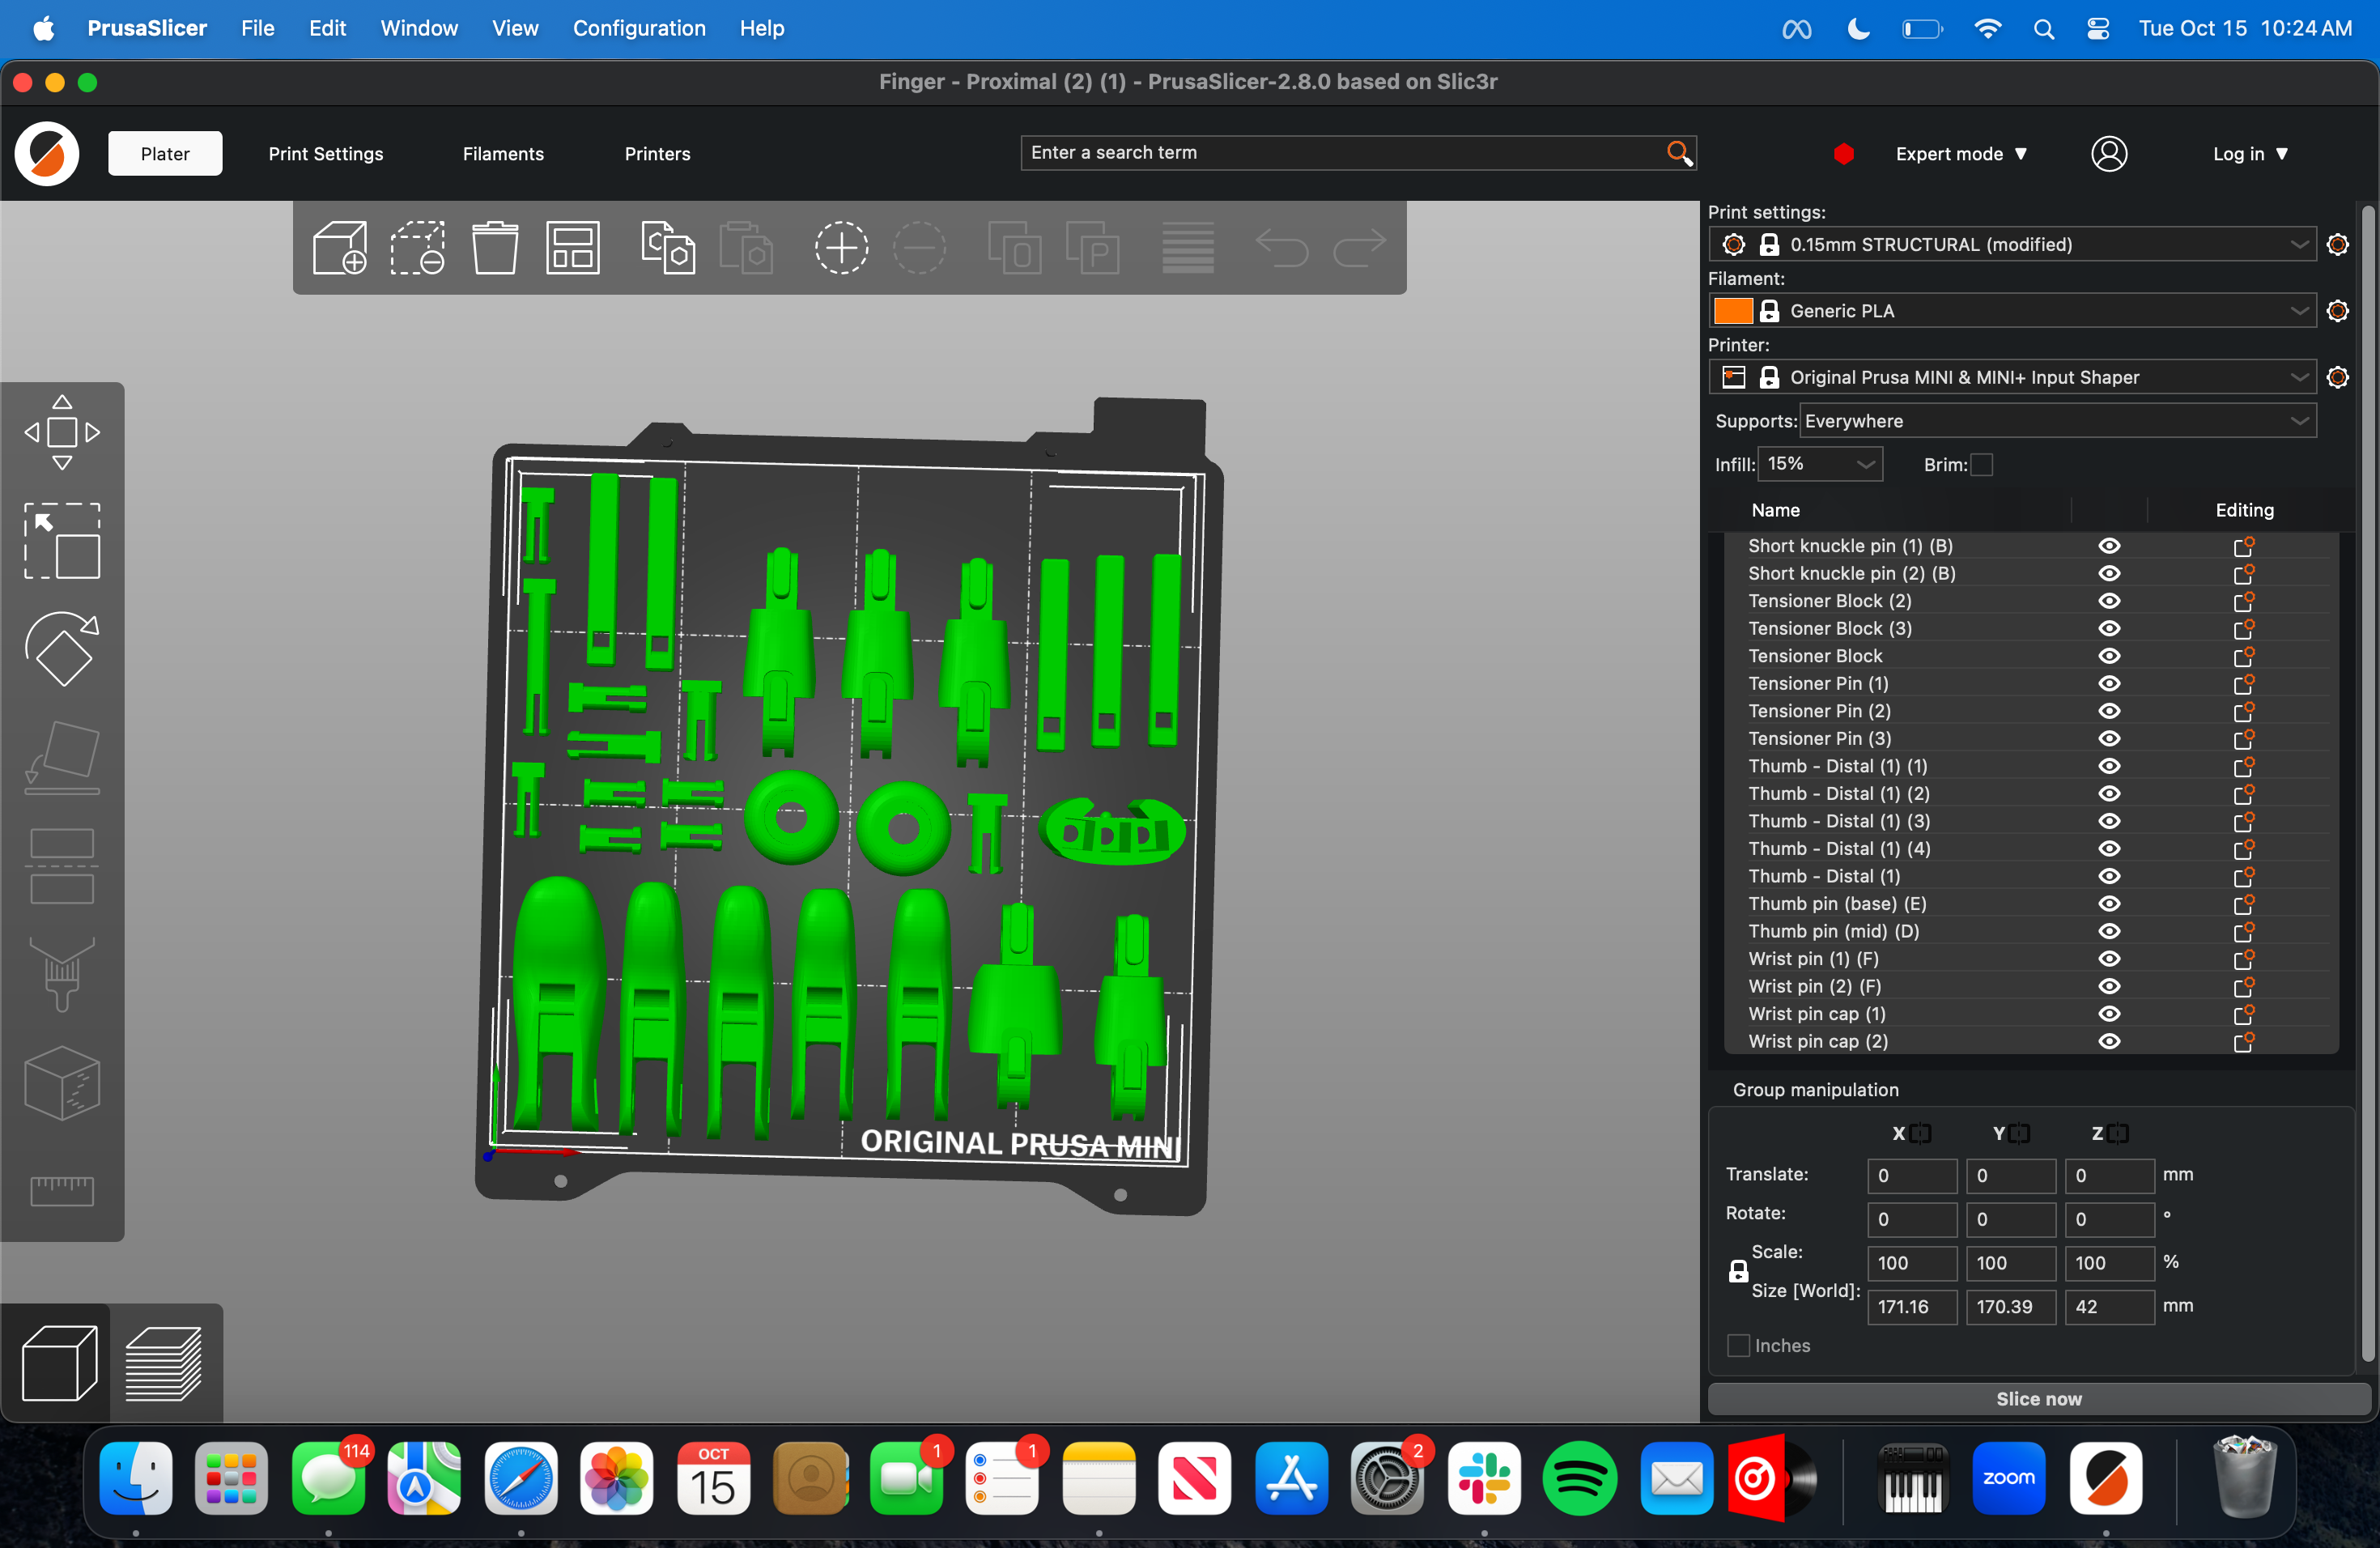 PrusaSlicer File Edit Window View Configuration Help Tue Oct 15 10:24 AM
Finger - Proximal (2) (1) - PrusaSlicer-2.8.0 based on Slic3r
Plater Print Settings Filaments Printers Enter a search term Expert mode Log in
Print settings:
0.15mm STRUCTURAL (modified)
Filament:
Generic PLA
Printer:
Original Prusa MINI & MINI+ Input Shaper
Supports: Everywhere
Infill: 15% Brim:
Name Editing
Short knuckle pin (1) (B)
Short knuckle pin (2) (B)
Tensioner Block (2)
Tensioner Block (3)
Tensioner Block
Tensioner Pin (1)
Tensioner Pin (2)
Tensioner Pin (3)
Thumb - Distal (1) (1)
Thumb - Distal (1) (2)
Thumb - Distal (1) (3)
Thumb - Distal (1) (4)
Thumb - Distal (1)
Thumb pin (base) (E)
Thumb pin (mid) (D)
Wrist pin (1) (F)
Wrist pin (2) (F)
Wrist pin cap (1)
Wrist pin cap (2)
ORIGINAL PRUSA MINI
Group manipulation
X Y Z
Translate: 0 0 0 mm
Rotate: 0 0 0 °
Scale: 100 100 100 %
Size [World]: 171.16 170.39 42 mm
Inches
Slice now
114 OCT 15 1 1 2 zoom